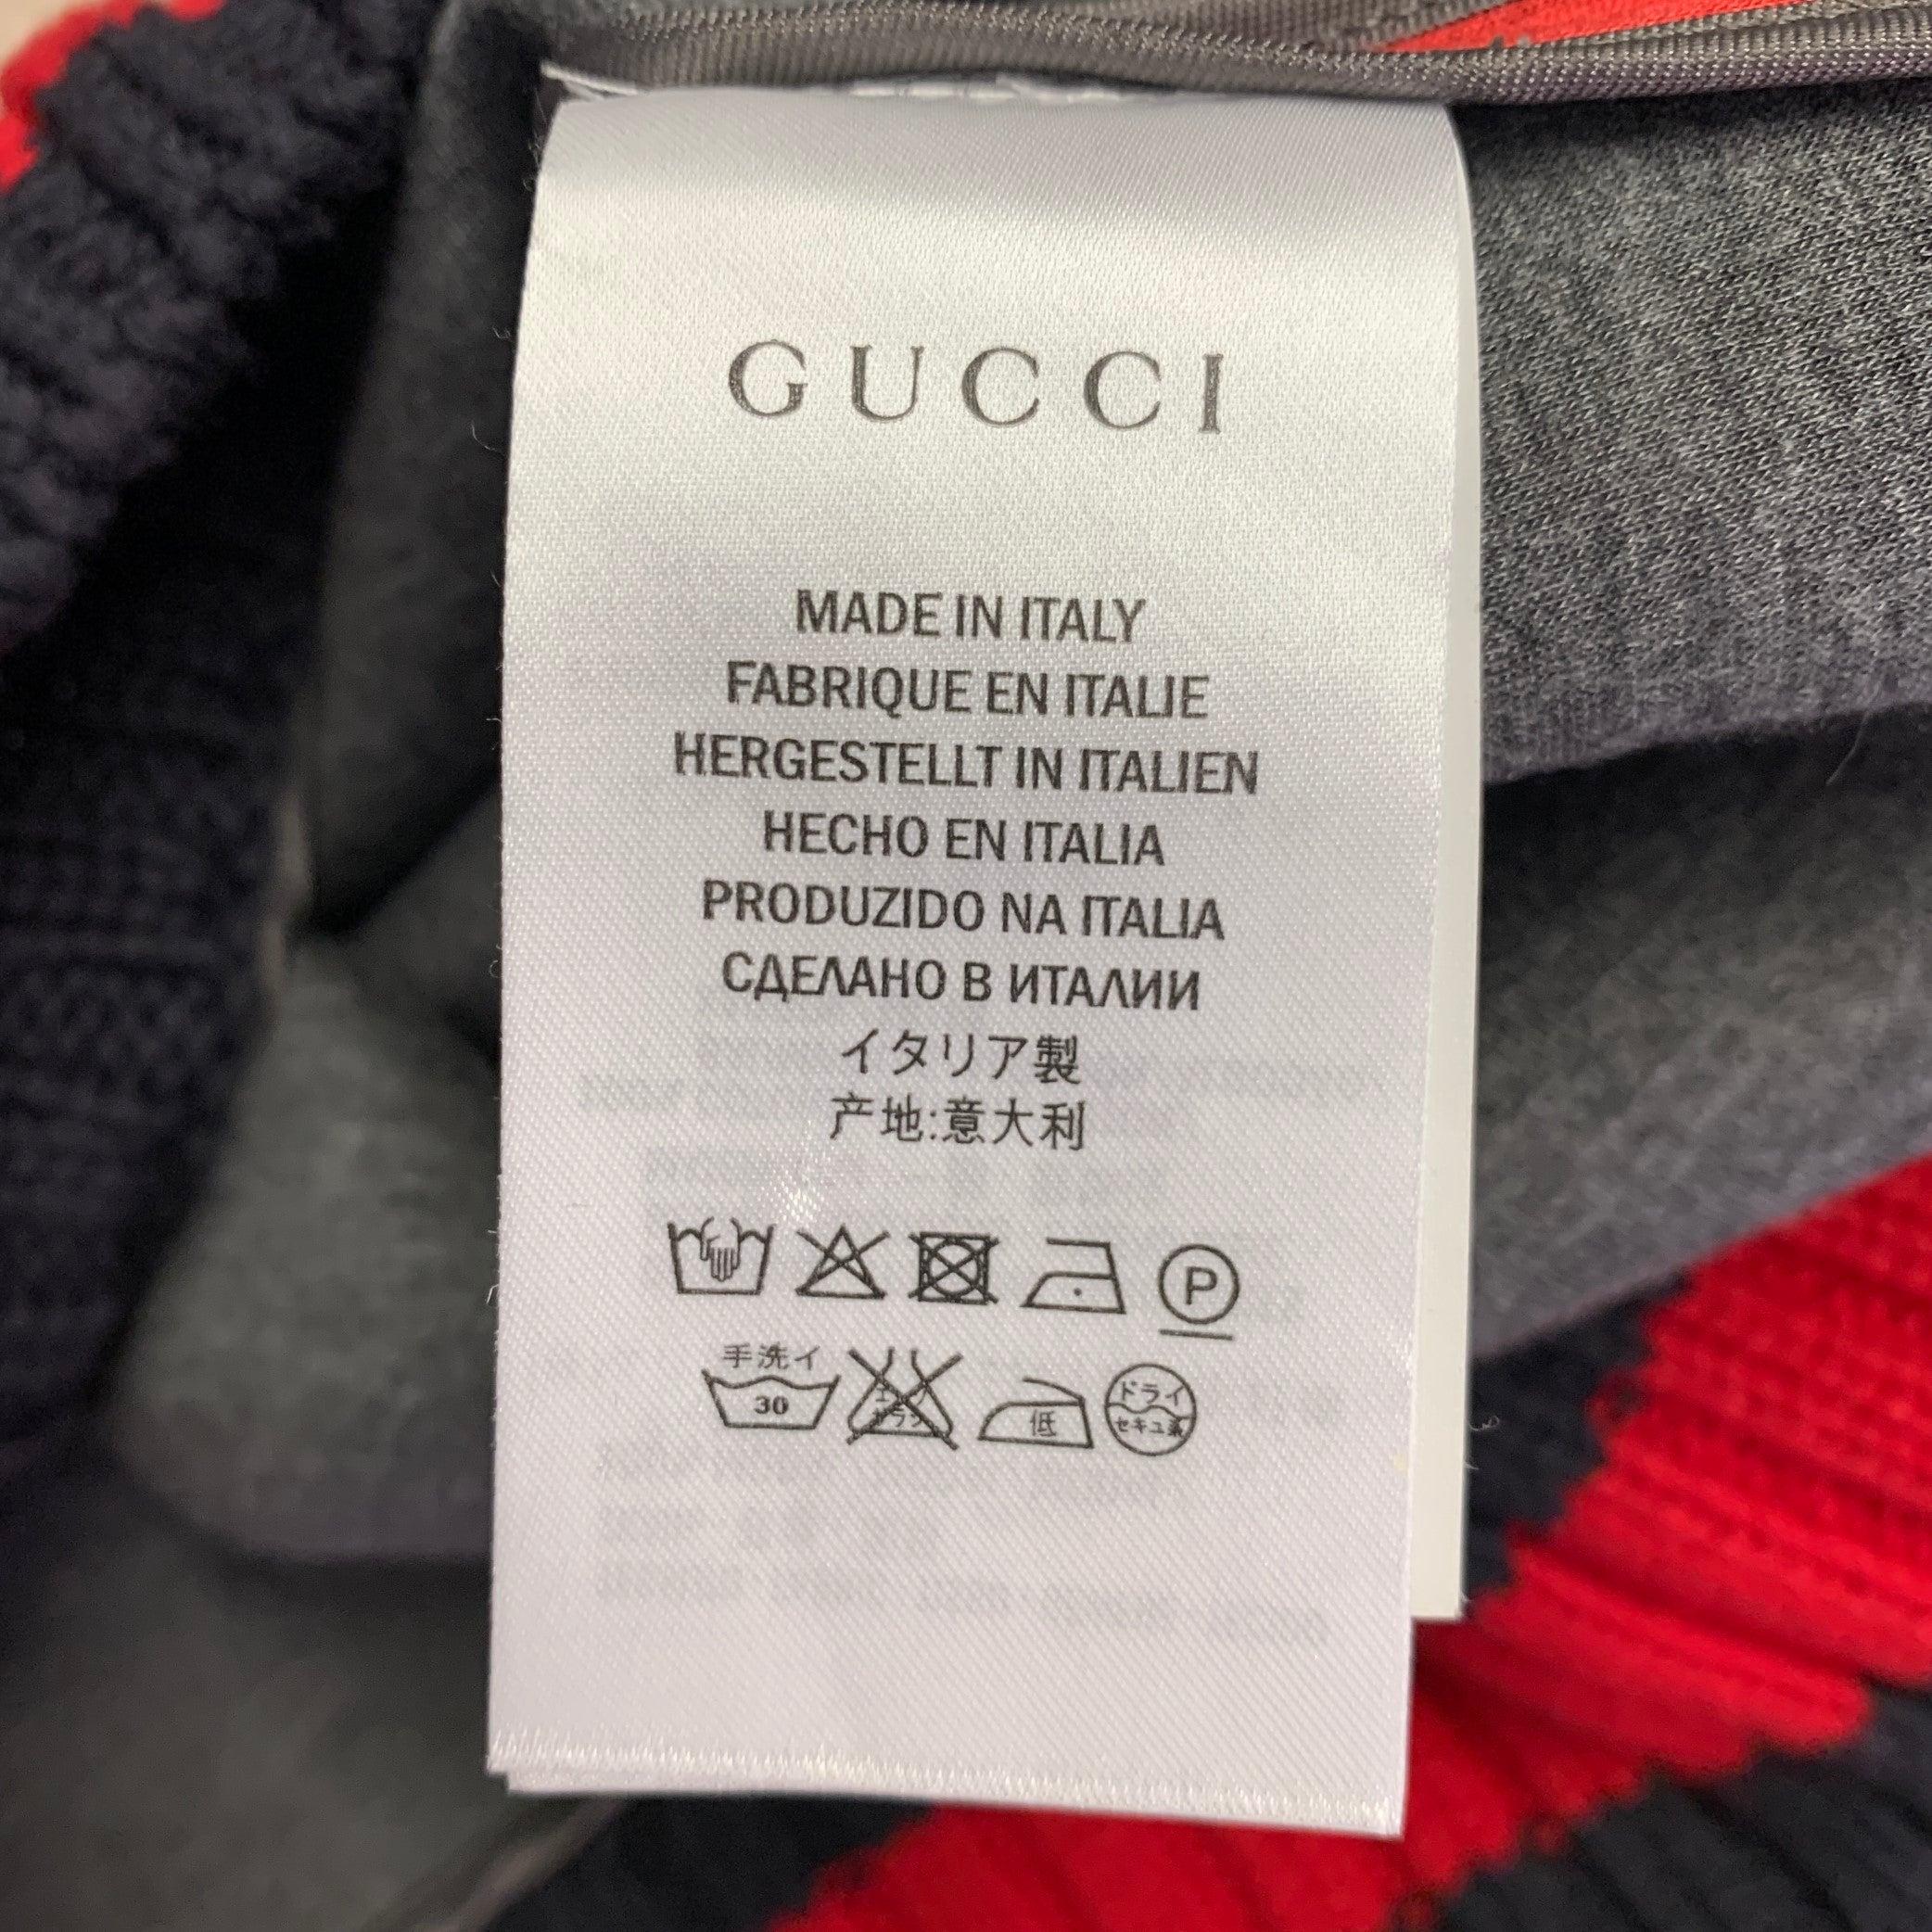 GUCCI
MADE IN ITALY
FABRIQUE EN ITALIE
HERGESTELLT IN ITALIEN
HECHO EN ITALIA
PRODUZIDO NA ITALIA
СДЕЛАНО В ИТАЛИИ
イタリア製
产地:意大利
P
手洗イ
30
低
ドライ
セキュ系